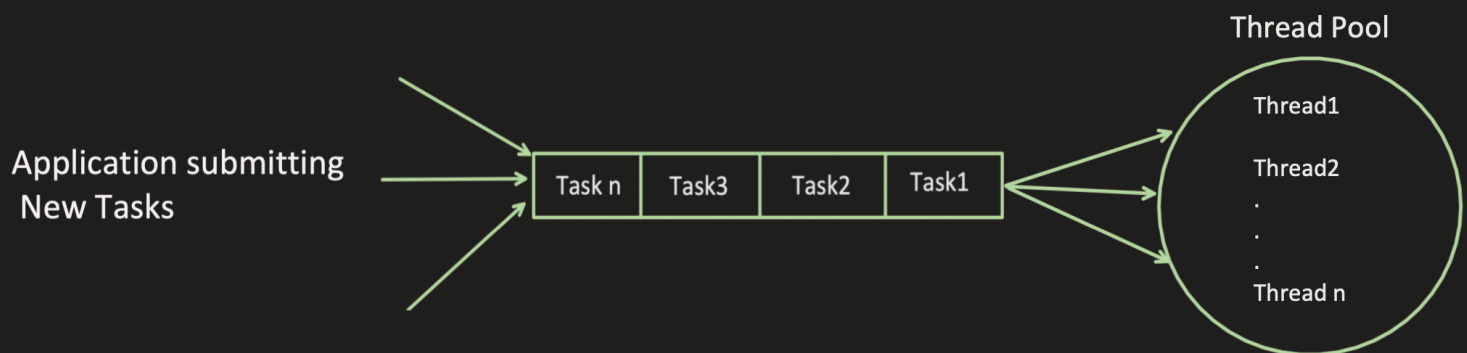 Application submitting
New Tasks
Task n
Task3
Task2
Task1
Thread Pool
Thread1
Thread2
.
.
.
Thread n